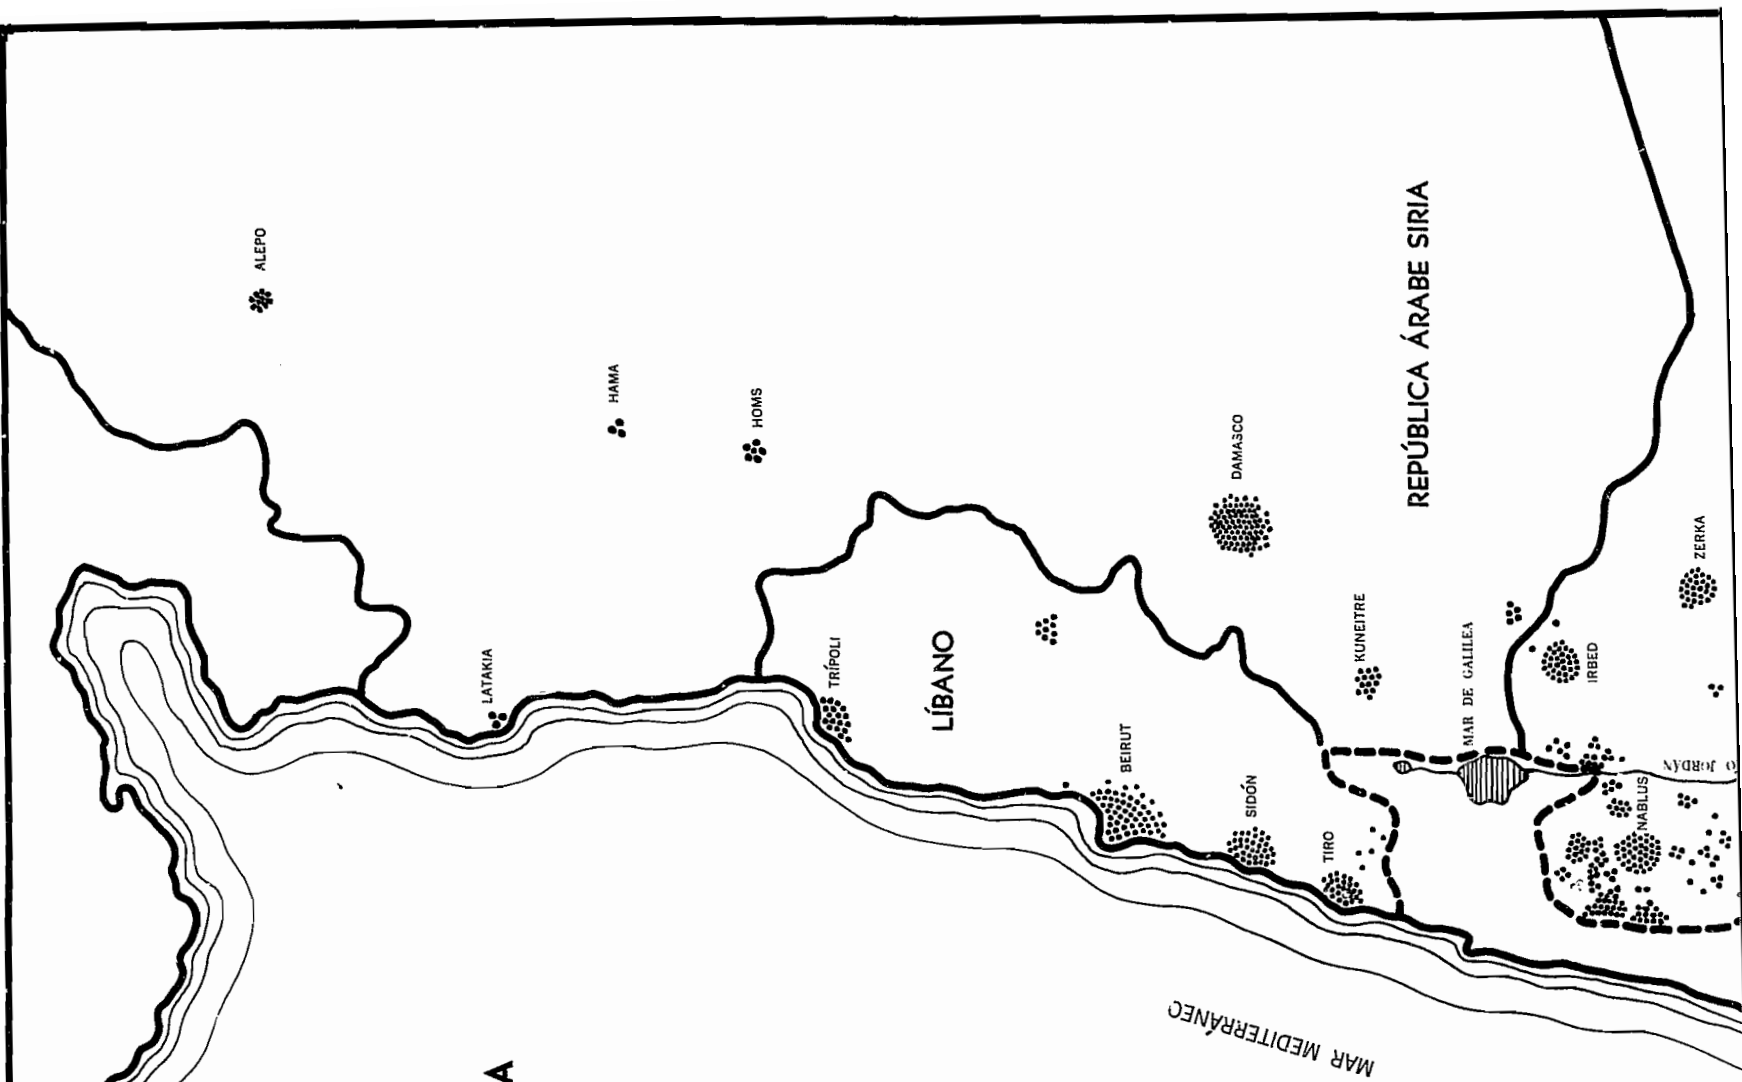 ALEPO
HAMA
HOMS
DAMASCO
REPÚBLICA ÁRABE SIRIA
LATAKIA
TRÍPOLI
LÍBANO
KUNEITRE
MAR DE GALILEA
IRBED
ZERKA
BEIRUT
SIDÓN
TIRO
NABLUS
O JORDÁN
MAR MEDITERRÁNEO
A